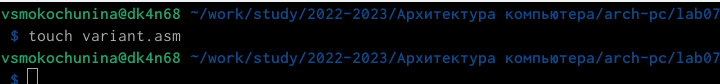 vsmokochunina@dk4n68 ~/work/study/2022-2023/Архитектура компьютера/arch-pc/lab07
$ touch variant.asm
vsmokochunina@dk4n68 ~/work/study/2022-2023/Архитектура компьютера/arch-pc/lab07
$